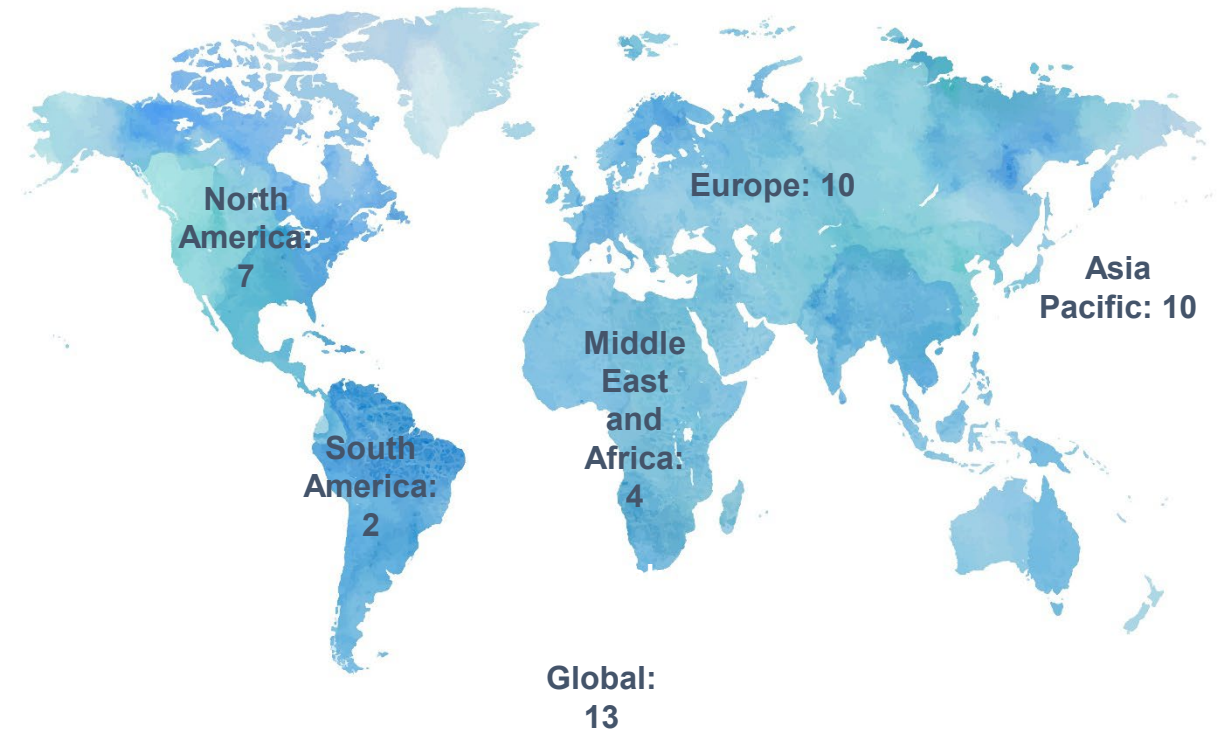 North
America:
7
Europe: 10
Asia
Pacific: 10
Middle
East
and
Africa:
4
South
America:
2
Global:
13